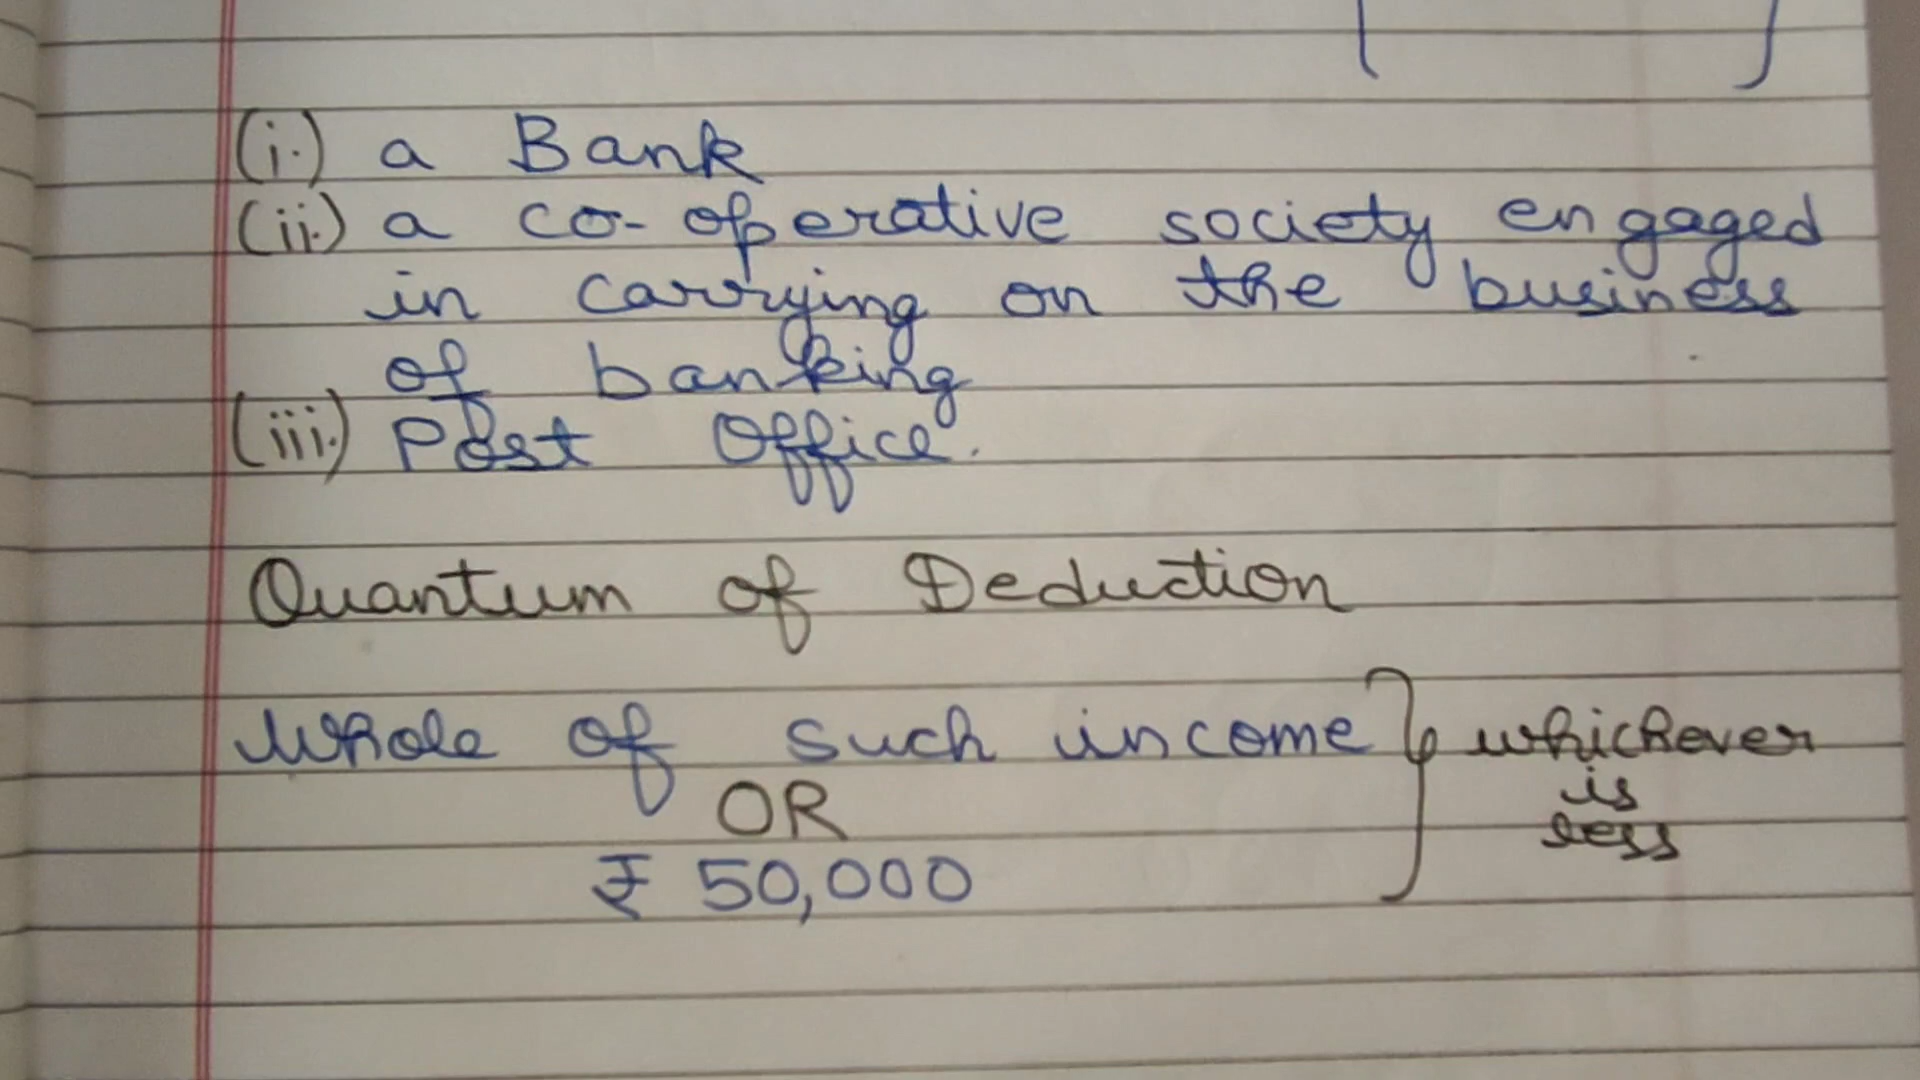 (i.) a Bank
(ii.) a co-operative society engaged
in carrying on the business
of banking
(iii.) Post Office.
Quantum of Deduction
Whole of such income } whichever
is
OR
less
₹ 50,000